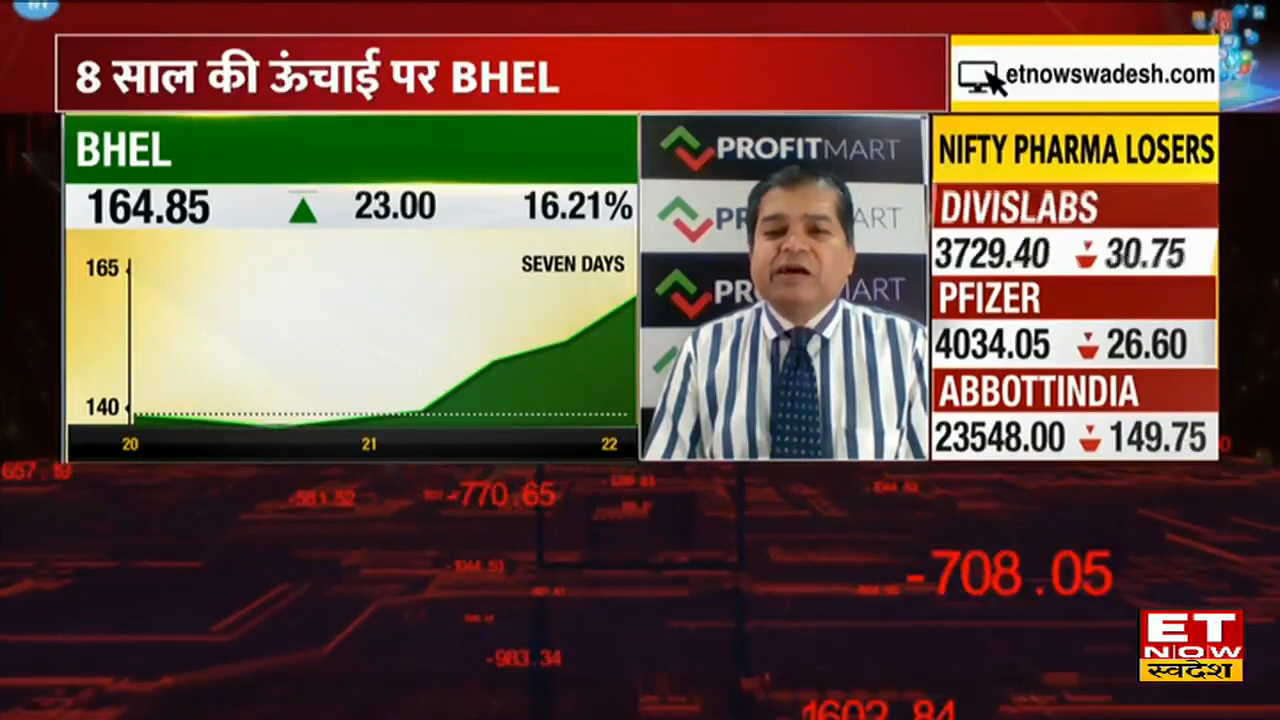 8 साल की ऊंचाई पर BHEL
etnowswadesh.com
BHEL
164.85 23.00 16.21%
SEVEN DAYS
165
140
20 21 22
PROFITMART
PROFITMART
PROFITMART
NIFTY PHARMA LOSERS
DIVISLABS
3729.40 30.75
PFIZER
4034.05 26.60
ABBOTTINDIA
23548.00 149.75
-770.65
-708.05
-983.34
ET
NOW
स्वदेश